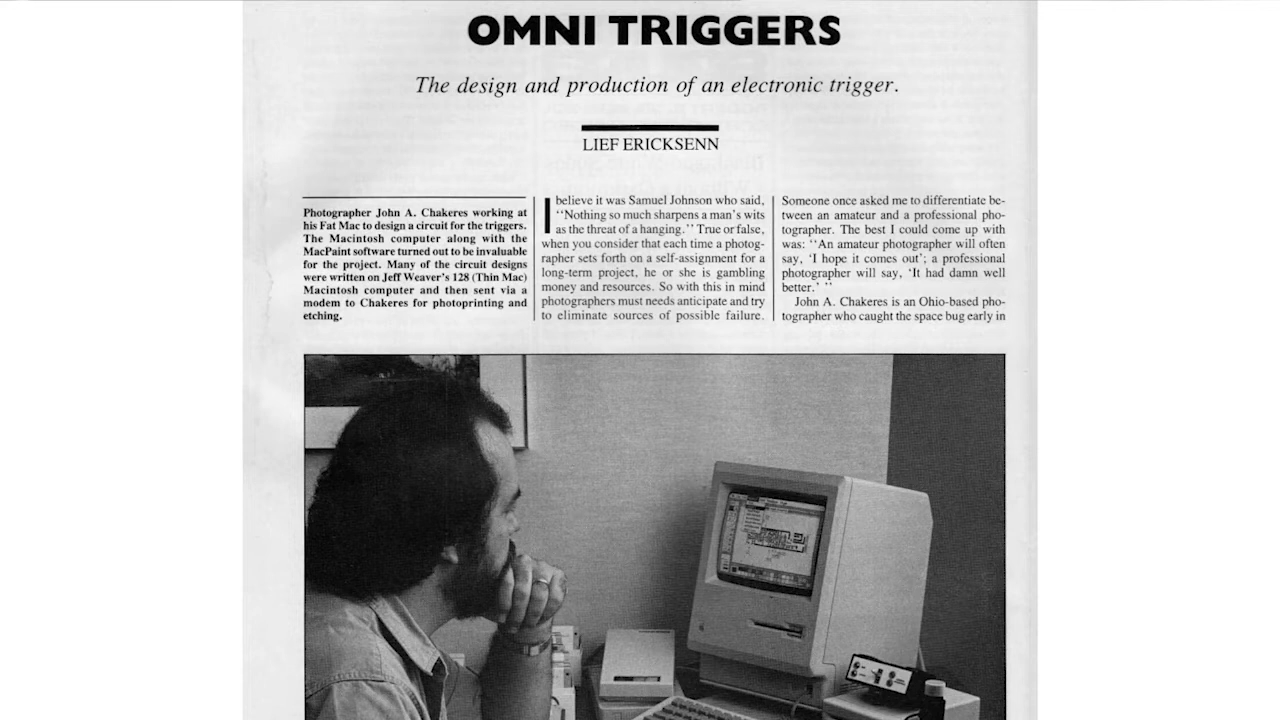 OMNI TRIGGERS
The design and production of an electronic trigger.
LIEF ERICKSENN
Photographer John A. Chakeres working at
his Fat Mac to design a circuit for the triggers.
The Macintosh computer along with the
MacPaint software turned out to be invaluable
for the project. Many of the circuit designs
were written on Jeff Weaver's 128 (Thin Mac)
Macintosh computer and then sent via a
modem to Chakeres for photoprinting and
etching.
I believe it was Samuel Johnson who said,
‘‘Nothing so much sharpens a man's wits
as the threat of a hanging.’’ True or false,
when you consider that each time a photog-
rapher sets forth on a self-assignment for a
long-term project, he or she is gambling
money and resources. So with this in mind
photographers must needs anticipate and try
to eliminate sources of possible failure.
Someone once asked me to differentiate be-
tween an amateur and a professional pho-
tographer. The best I could come up with
was: ‘‘An amateur photographer will often
say, ‘I hope it comes out’; a professional
photographer will say, ‘It had damn well
better.’ ’’
John A. Chakeres is an Ohio-based pho-
tographer who caught the space bug early in